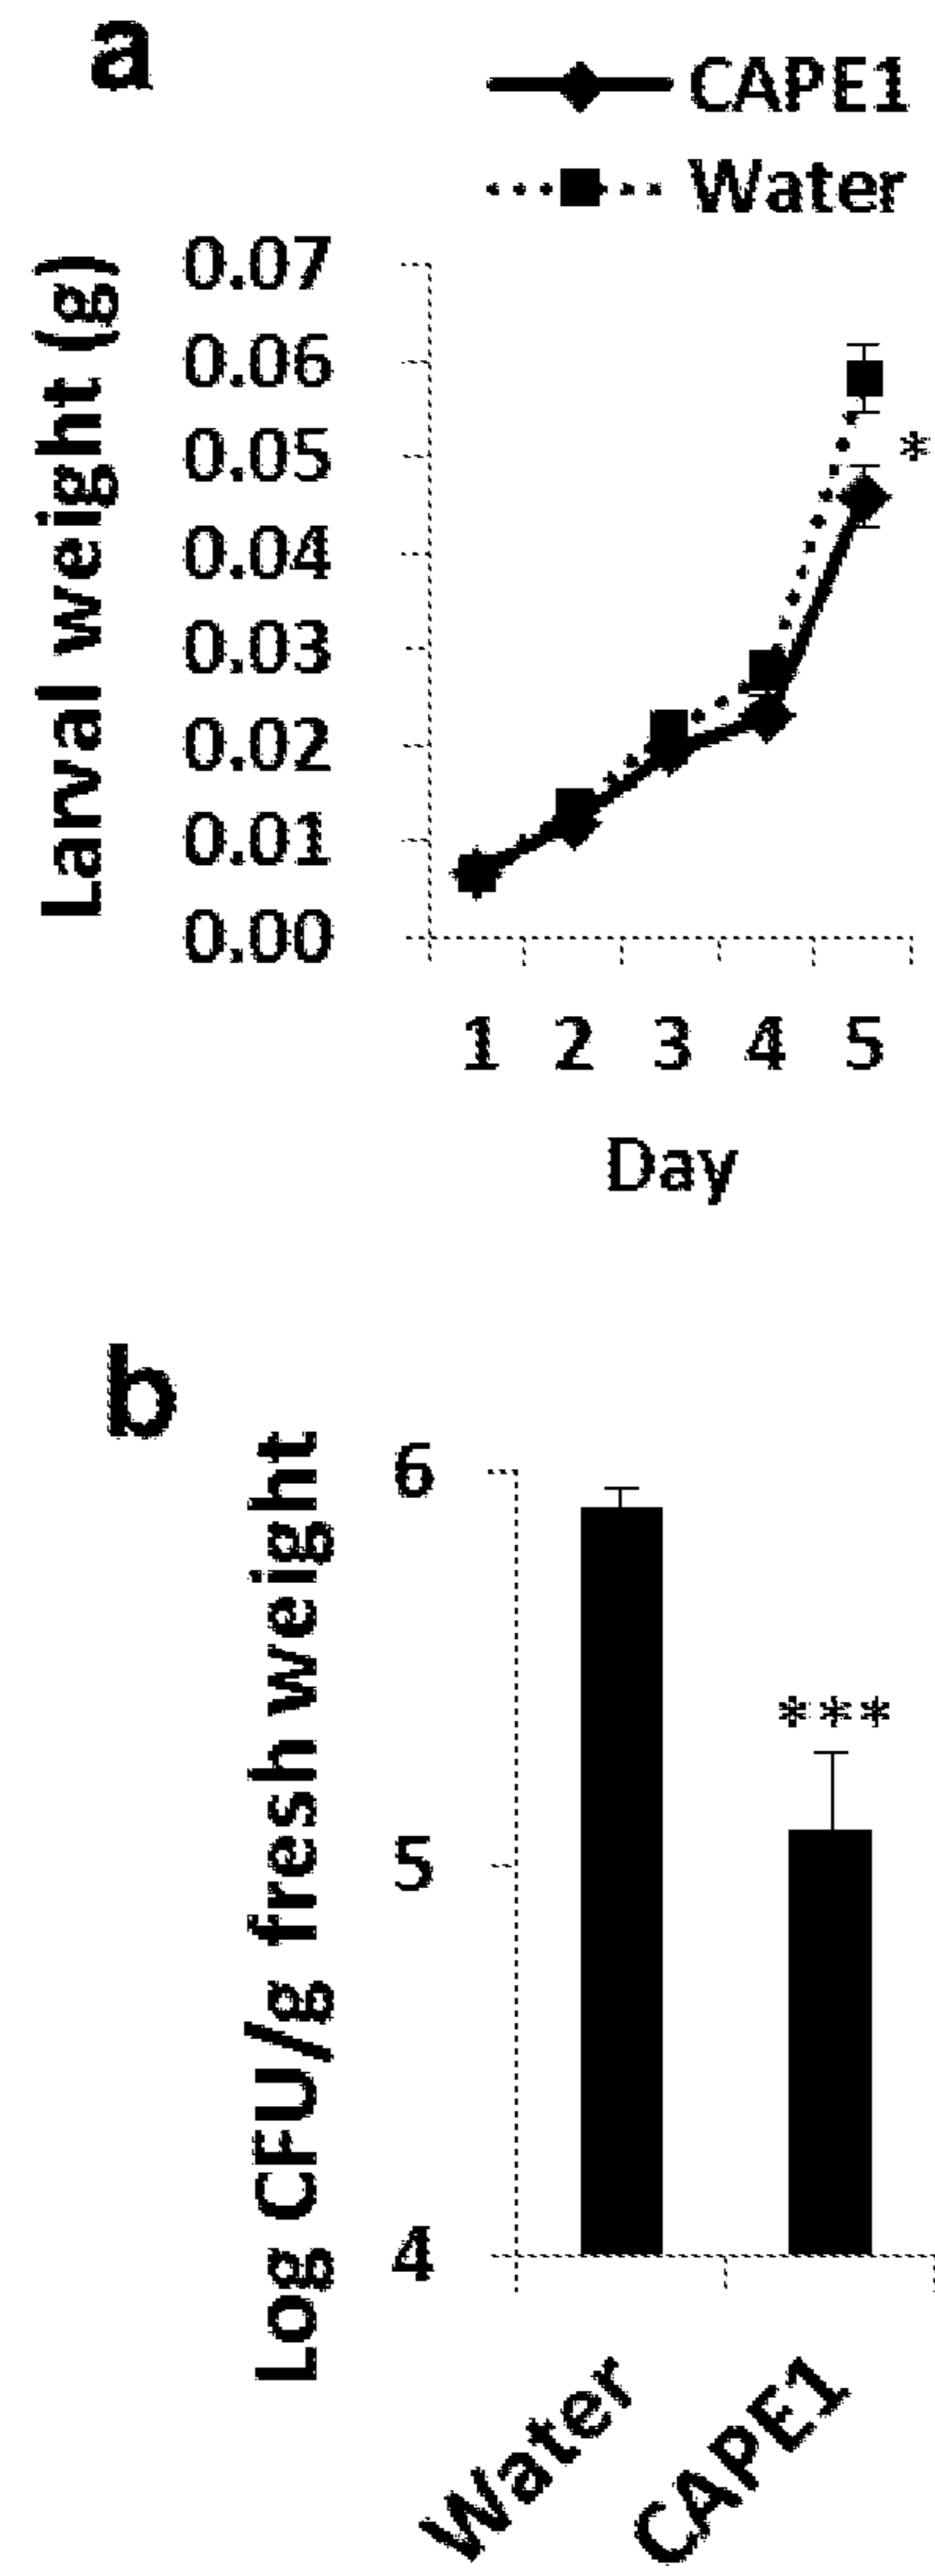 a
CAPE1
Water
Larval weight (g)
0.07
0.06
0.05
0.04
0.03
0.02
0.01
0.00
*
1 2 3 4 5
Day
b
Log CFU/g fresh weight
6
5
4
***
Water
CAPE1